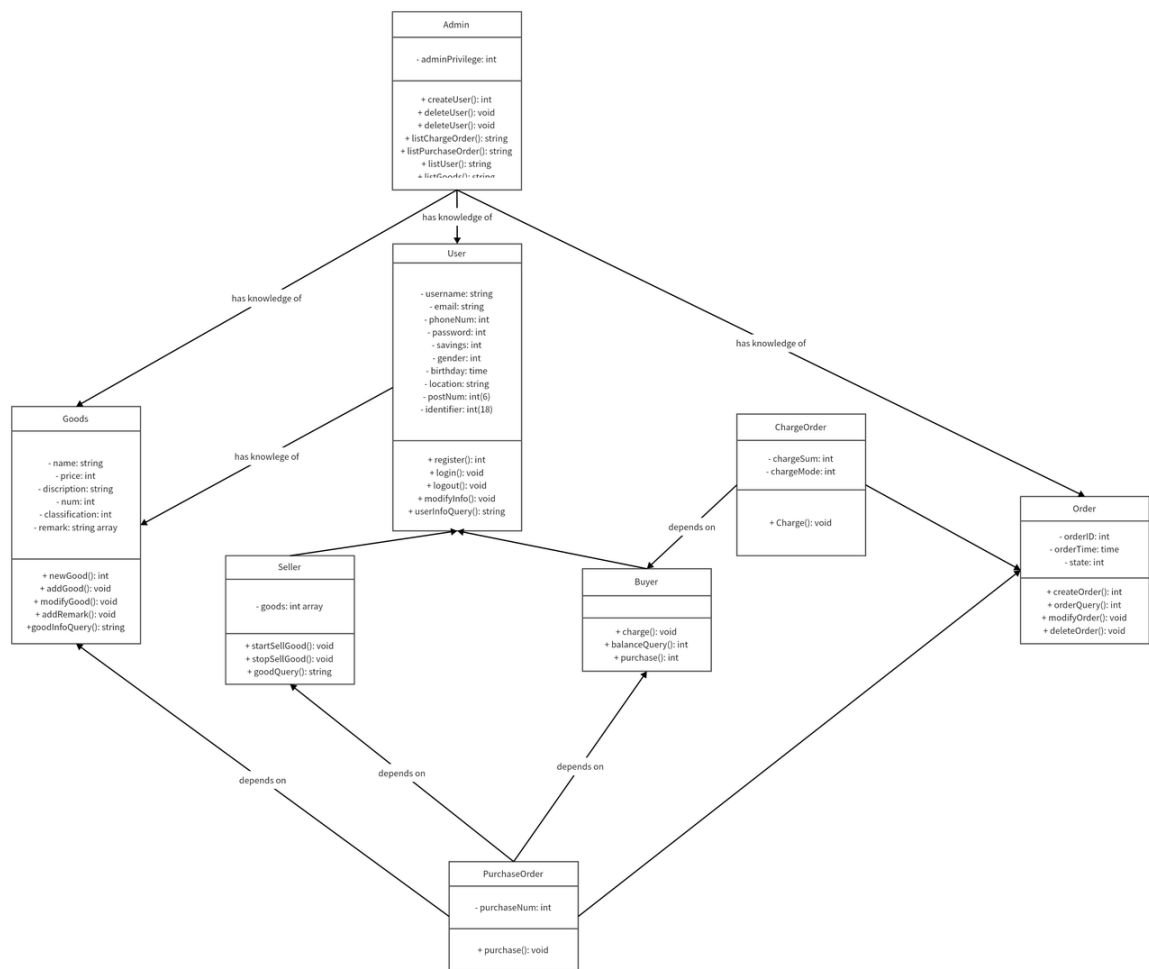 Admin
- adminPrivilege: int
+ createUser(): int
+ deleteUser(): void
+ deleteUser(): void
+ listChargeOrder(): string
+ listPurchaseOrder(): string
+ listUser(): string
+ listGoods(): string
has knowledge of
has knowledge of
has knowledge of
User
- username: string
- email: string
- phoneNum: int
- password: int
- savings: int
- gender: int
- birthday: time
- location: string
- postNum: int(6)
- identifier: int(18)
+ register(): int
+ login(): void
+ logout(): void
+ modifyInfo(): void
+ userInfoQuery(): string
has knowlege of
Goods
- name: string
- price: int
- discription: string
- num: int
- classification: int
- remark: string array
+ newGood(): int
+ addGood(): void
+ modifyGood(): void
+ addRemark(): void
+goodInfoQuery(): string
ChargeOrder
- chargeSum: int
- chargeMode: int
+ Charge(): void
depends on
Order
- orderID: int
- orderTime: time
- state: int
+ createOrder(): int
+ orderQuery(): int
+ modifyOrder(): void
+ deleteOrder(): void
Seller
- goods: int array
+ startSellGood(): void
+ stopSellGood(): void
+ goodQuery(): string
Buyer
+ charge(): void
+ balanceQuery(): int
+ purchase(): int
depends on
depends on
depends on
PurchaseOrder
- purchaseNum: int
+ purchase(): void